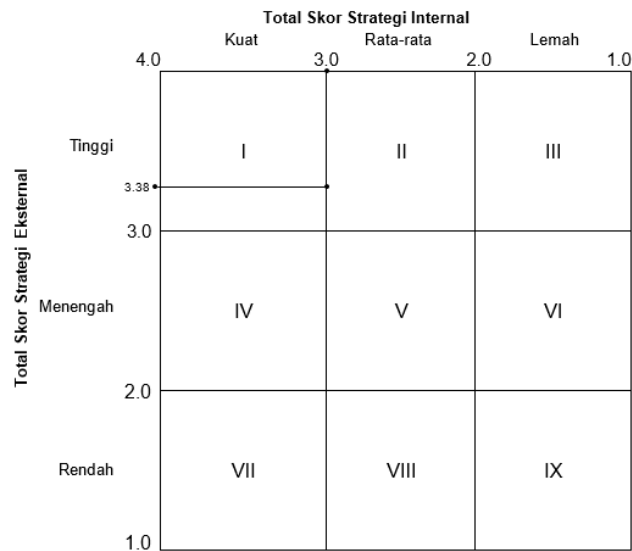 Total Skor Strategi Internal
Kuat Rata-rata Lemah
4.0 3.0 2.0 1.0
Tinggi I II III
3.38
3.0
Total Skor Strategi Eksternal
Menengah IV V VI
2.0
Rendah VII VIII IX
1.0